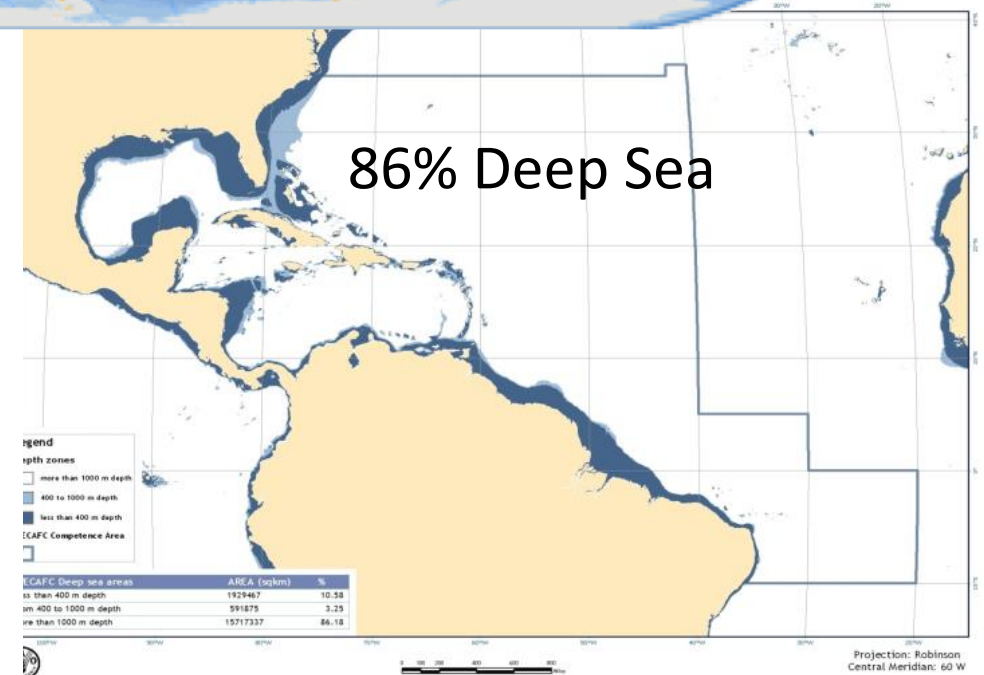 86% Deep Sea
egend
epth zones
more than 1000 m depth
400 to 1000 m depth
less than 400 m depth
ECAFC Competence Area
ECAFC Deep sea areas AREA (sqkm) %
ss than 400 m depth 1929467 10.58
om 400 to 1000 m depth 591875 3.25
re than 1000 m depth 15717337 86.18
Projection: Robinson
Central Meridian: 60 W